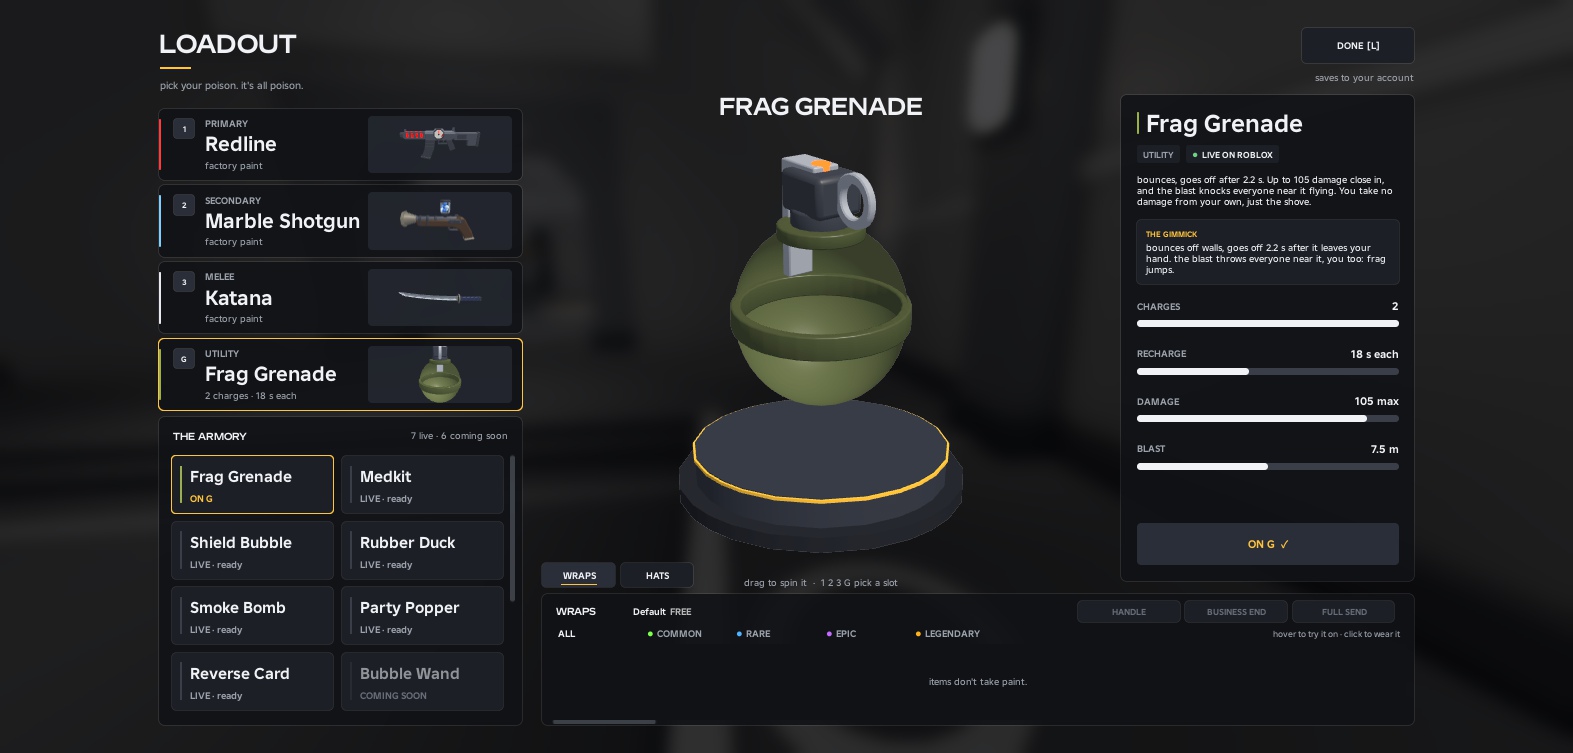 LOADOUT
pick your poison. it's all poison.
DONE [L]
saves to your account
1
PRIMARY
Redline
factory paint
2
SECONDARY
Marble Shotgun
factory paint
3
MELEE
Katana
factory paint
G
UTILITY
Frag Grenade
2 charges · 18 s each
THE ARMORY
7 live · 6 coming soon
Frag Grenade
ON G
Medkit
LIVE · ready
Shield Bubble
LIVE · ready
Rubber Duck
LIVE · ready
Smoke Bomb
LIVE · ready
Party Popper
LIVE · ready
Reverse Card
LIVE · ready
Bubble Wand
COMING SOON
FRAG GRENADE
WRAPS
HATS
drag to spin it · 1 2 3 G pick a slot
WRAPS
Default FREE
HANDLE
BUSINESS END
FULL SEND
ALL
COMMON
RARE
EPIC
LEGENDARY
hover to try it on · click to wear it
items don't take paint.
Frag Grenade
UTILITY
LIVE ON ROBLOX
bounces, goes off after 2.2 s. Up to 105 damage close in,
and the blast knocks everyone near it flying. You take no
damage from your own, just the shove.
THE GIMMICK
bounces off walls, goes off 2.2 s after it leaves your
hand. the blast throws everyone near it, you too: frag
jumps.
CHARGES 2
RECHARGE 18 s each
DAMAGE 105 max
BLAST 7.5 m
ON G ✓